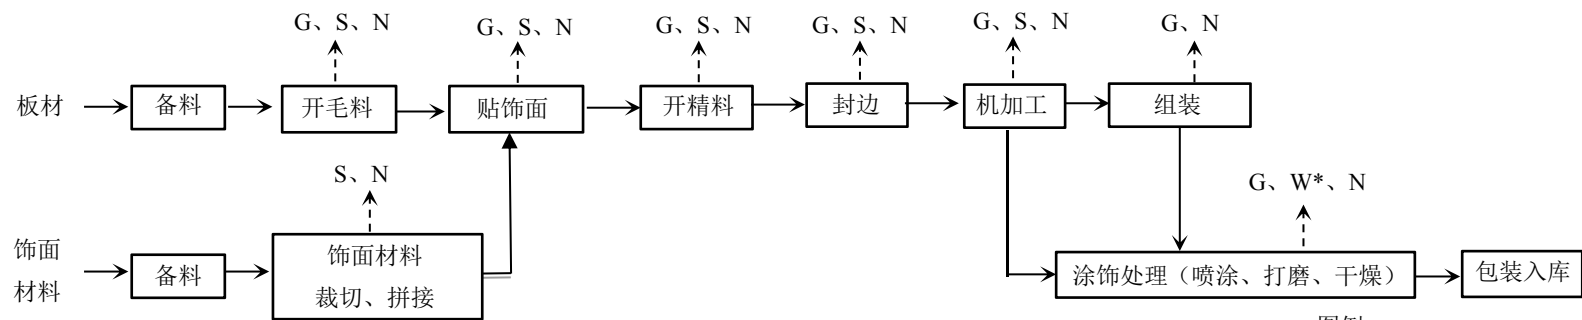 G、S、N
G、S、N
G、S、N
G、S、N
G、S、N
G、N
板材
备料
开毛料
贴饰面
开精料
封边
机加工
组装
S、N
G、W*、N
饰面
材料
备料
饰面材料
裁切、拼接
涂饰处理（喷涂、打磨、干燥）
包装入库